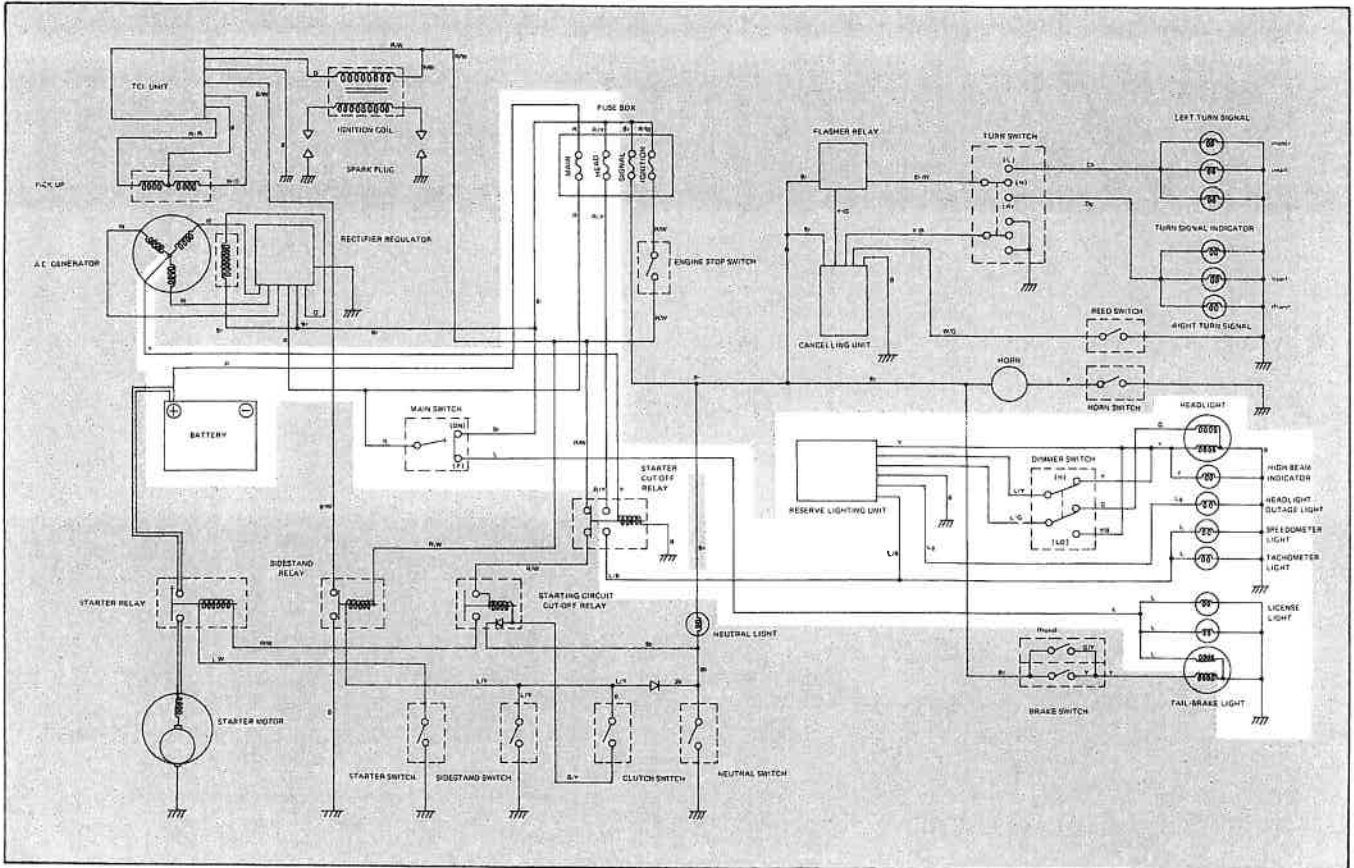 TCI UNIT
IGNITION COIL
SPARK PLUG
PICK UP
A.C. GENERATOR
RECTIFIER REGULATOR
BATTERY
FUSE BOX
MAIN
HEAD
SIGNAL
IGNITION
ENGINE STOP SWITCH
MAIN SWITCH
(ON)
(P)
FLASHER RELAY
TURN SWITCH
(L)
(N)
(R)
CANCELLING UNIT
LEFT TURN SIGNAL
TURN SIGNAL INDICATOR
RIGHT TURN SIGNAL
REED SWITCH
HORN
HORN SWITCH
HEADLIGHT
DIMMER SWITCH
(HI)
(LO)
RESERVE LIGHTING UNIT
HIGH BEAM
INDICATOR
HEADLIGHT
OUTAGE LIGHT
SPEEDOMETER
LIGHT
TACHOMETER
LIGHT
STARTER
CUT-OFF
RELAY
SIDESTAND
RELAY
STARTER RELAY
STARTING CIRCUIT
CUT-OFF RELAY
NEUTRAL LIGHT
LICENSE
LIGHT
TAIL-BRAKE LIGHT
BRAKE SWITCH
STARTER MOTOR
STARTER SWITCH
SIDESTAND SWITCH
CLUTCH SWITCH
NEUTRAL SWITCH
R/W
R/W
R/W
R/W
R/W
R/W
R/W
L/W
L/Y
L/Y
L/Y
L/B
L/B
L/Y
L/G
W/G
Y/G